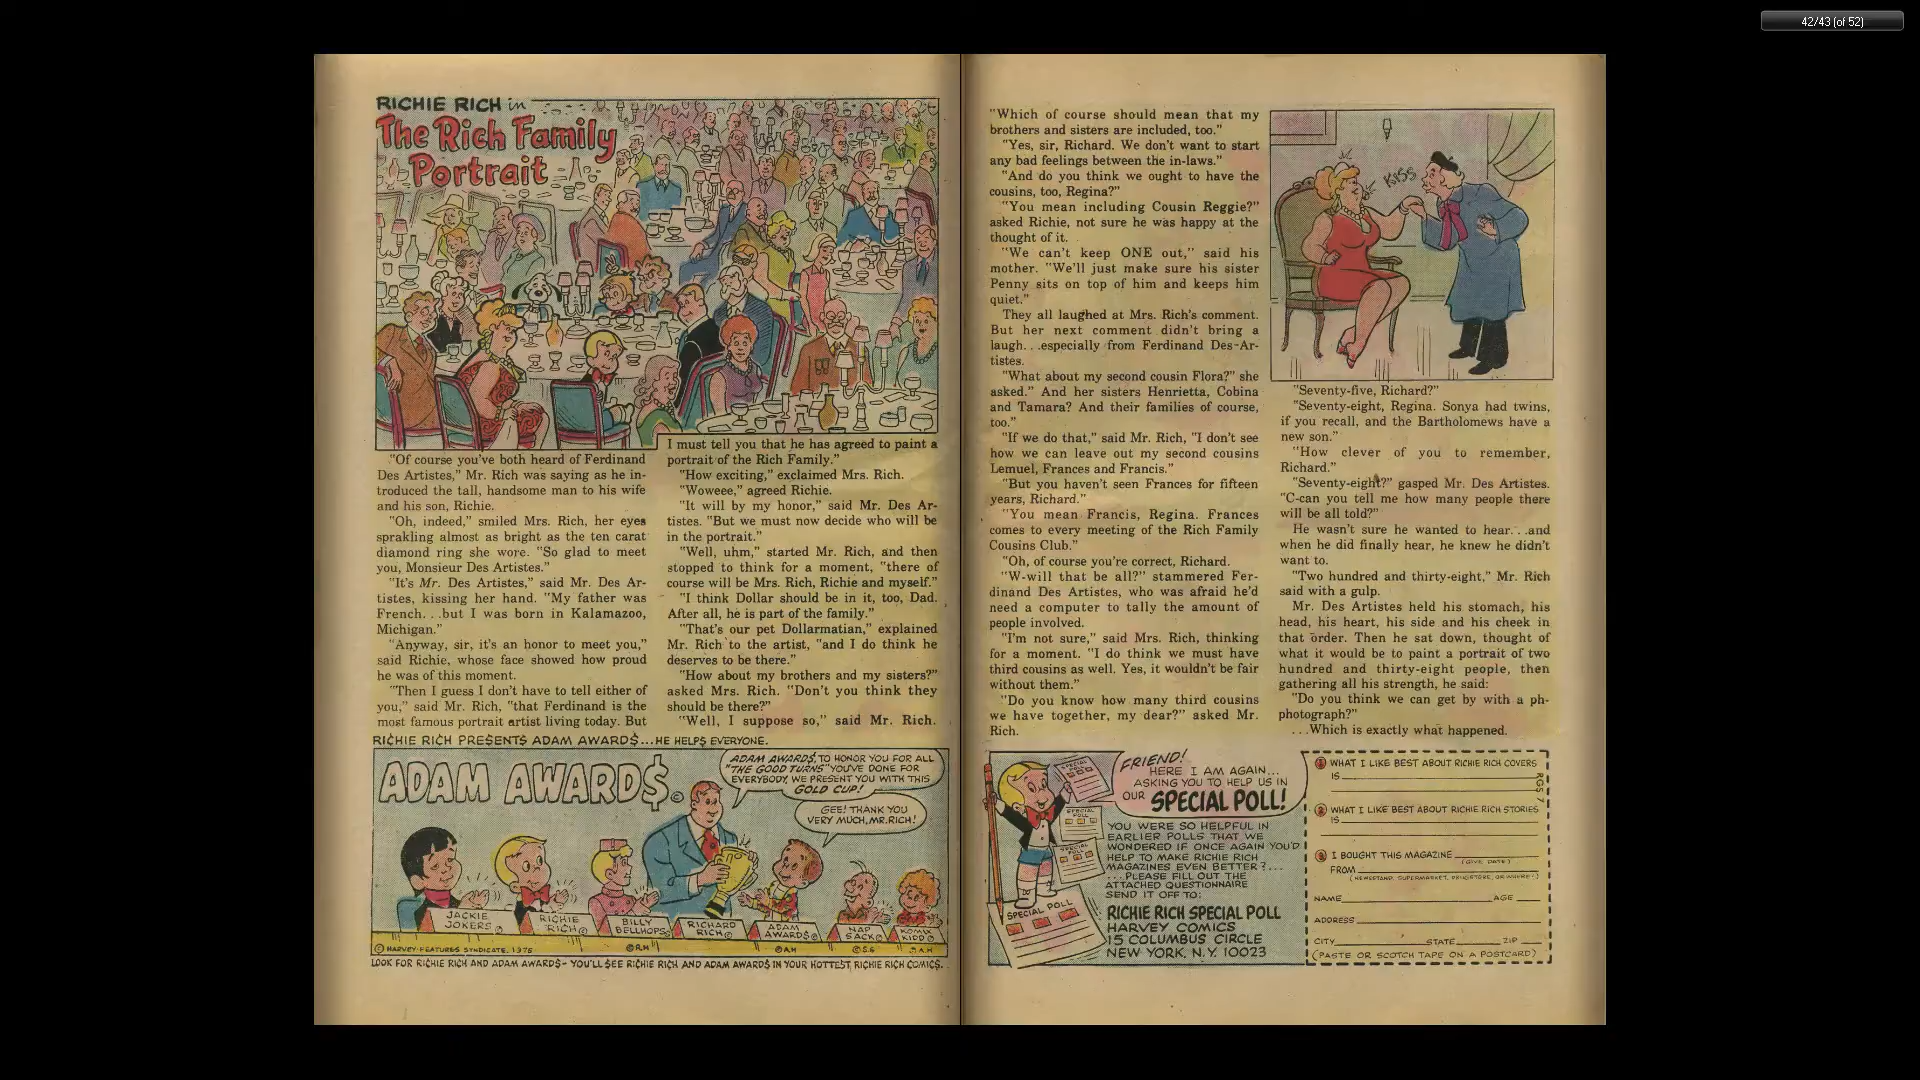 42/43 (of 52)
RICHIE RICH in
The Rich Family
Portrait
"Of course you've both heard of Ferdinand
Des Artistes," Mr. Rich was saying as he in-
troduced the tall, handsome man to his wife
and his son, Richie.
"Oh, indeed," smiled Mrs. Rich, her eyes
sprakling almost as bright as the ten carat
diamond ring she wore. "So glad to meet
you, Monsieur Des Artistes."
"It's Mr. Des Artistes," said Mr. Des Ar-
tistes, kissing her hand. "My father was
French. . .but I was born in Kalamazoo,
Michigan."
"Anyway, sir, it's an honor to meet you,"
said Richie, whose face showed how proud
he was of this moment.
"Then I guess I don't have to tell either of
you," said Mr. Rich, "that Ferdinand is the
most famous portrait artist living today. But
I must tell you that he has agreed to paint a
portrait of the Rich Family."
"How exciting," exclaimed Mrs. Rich.
"Woweee," agreed Richie.
"It will by my honor," said Mr. Des Ar-
tistes. "But we must now decide who will be
in the portrait."
"Well, uhm," started Mr. Rich, and then
stopped to think for a moment, "there of
course will be Mrs. Rich, Richie and myself."
"I think Dollar should be in it, too, Dad.
After all, he is part of the family."
"That's our pet Dollarmatian," explained
Mr. Rich to the artist, "and I do think he
deserves to be there."
"How about my brothers and my sisters?"
asked Mrs. Rich. "Don't you think they
should be there?"
"Well, I suppose so," said Mr. Rich.
RICHIE RICH PRESENTS ADAM AWARD$...HE HELPS EVERYONE.
ADAM AWARD$.©
ADAM AWARD$, TO HONOR YOU FOR ALL
"THE GOOD TURNS" YOU'VE DONE FOR
EVERYBODY, WE PRESENT YOU WITH THIS
GOLD CUP!
GEE! THANK YOU
VERY MUCH, MR. RICH!
JACKIE
JOKERS©
RICHIE
RICH©
BILLY
BELLHOPS©
RICHARD
RICH©
ADAM
AWARD$©
NAP
SACK©
KOMIX
KIDD©
© HARVEY FEATURES SYNDICATE, 1975
LOOK FOR RICHIE RICH AND ADAM AWARD$ - YOU'LL SEE RICHIE RICH AND ADAM AWARD$ IN YOUR HOTTEST RICHIE RICH COMICS.
"Which of course should mean that my
brothers and sisters are included, too."
"Yes, sir, Richard. We don't want to start
any bad feelings between the in-laws."
"And do you think we ought to have the
cousins, too, Regina?"
"You mean including Cousin Reggie?"
asked Richie, not sure he was happy at the
thought of it.
"We can't keep ONE out," said his
mother. "We'll just make sure his sister
Penny sits on top of him and keeps him
quiet."
They all laughed at Mrs. Rich's comment.
But her next comment didn't bring a
laugh. . .especially from Ferdinand Des-Ar-
tistes.
"What about my second cousin Flora?" she
asked." And her sisters Henrietta, Cobina
and Tamara? And their families of course,
too."
"If we do that," said Mr. Rich, "I don't see
how we can leave out my second cousins
Lemuel, Frances and Francis."
"But you haven't seen Frances for fifteen
years, Richard."
"You mean Francis, Regina. Frances
comes to every meeting of the Rich Family
Cousins Club."
"Oh, of course you're correct, Richard.
"W-will that be all?" stammered Fer-
dinand Des Artistes, who was afraid he'd
need a computer to tally the amount of
people involved.
"I'm not sure," said Mrs. Rich, thinking
for a moment. "I do think we must have
third cousins as well. Yes, it wouldn't be fair
without them."
"Do you know how many third cousins
we have together, my dear?" asked Mr.
Rich.
KISS
"Seventy-five, Richard?"
"Seventy-eight, Regina. Sonya had twins,
if you recall, and the Bartholomews have a
new son."
"How clever of you to remember,
Richard."
"Seventy-eight?" gasped Mr. Des Artistes.
"C-can you tell me how many people there
will be all told?"
He wasn't sure he wanted to hear. . .and
when he did finally hear, he knew he didn't
want to.
"Two hundred and thirty-eight," Mr. Rich
said with a gulp.
Mr. Des Artistes held his stomach, his
head, his heart, his side and his cheek in
that order. Then he sat down, thought of
what it would be to paint a portrait of two
hundred and thirty-eight people, then
gathering all his strength, he said:
"Do you think we can get by with a ph-
photograph?"
. . .Which is exactly what happened.
SPECIAL POLL
FRIEND!
HERE I AM AGAIN...
ASKING YOU TO HELP US IN
OUR SPECIAL POLL!
YOU WERE SO HELPFUL IN
EARLIER POLLS THAT WE
WONDERED IF ONCE AGAIN YOU'D
HELP TO MAKE RICHIE RICH
MAGAZINES EVEN BETTER?...
...PLEASE FILL OUT THE
ATTACHED QUESTIONNAIRE
SEND IT OFF TO:
RICHIE RICH SPECIAL POLL
HARVEY COMICS
15 COLUMBUS CIRCLE
NEW YORK, N.Y. 10023
1 WHAT I LIKE BEST ABOUT RICHIE RICH COVERS
IS
2 WHAT I LIKE BEST ABOUT RICHIE RICH STORIES
IS
3 I BOUGHT THIS MAGAZINE
(GIVE DATE)
FROM
(NEWSSTAND, SUPERMARKET, DRUGSTORE, OR WHERE?)
NAME AGE
ADDRESS
CITY STATE ZIP
(PASTE OR SCOTCH TAPE ON A POSTCARD)